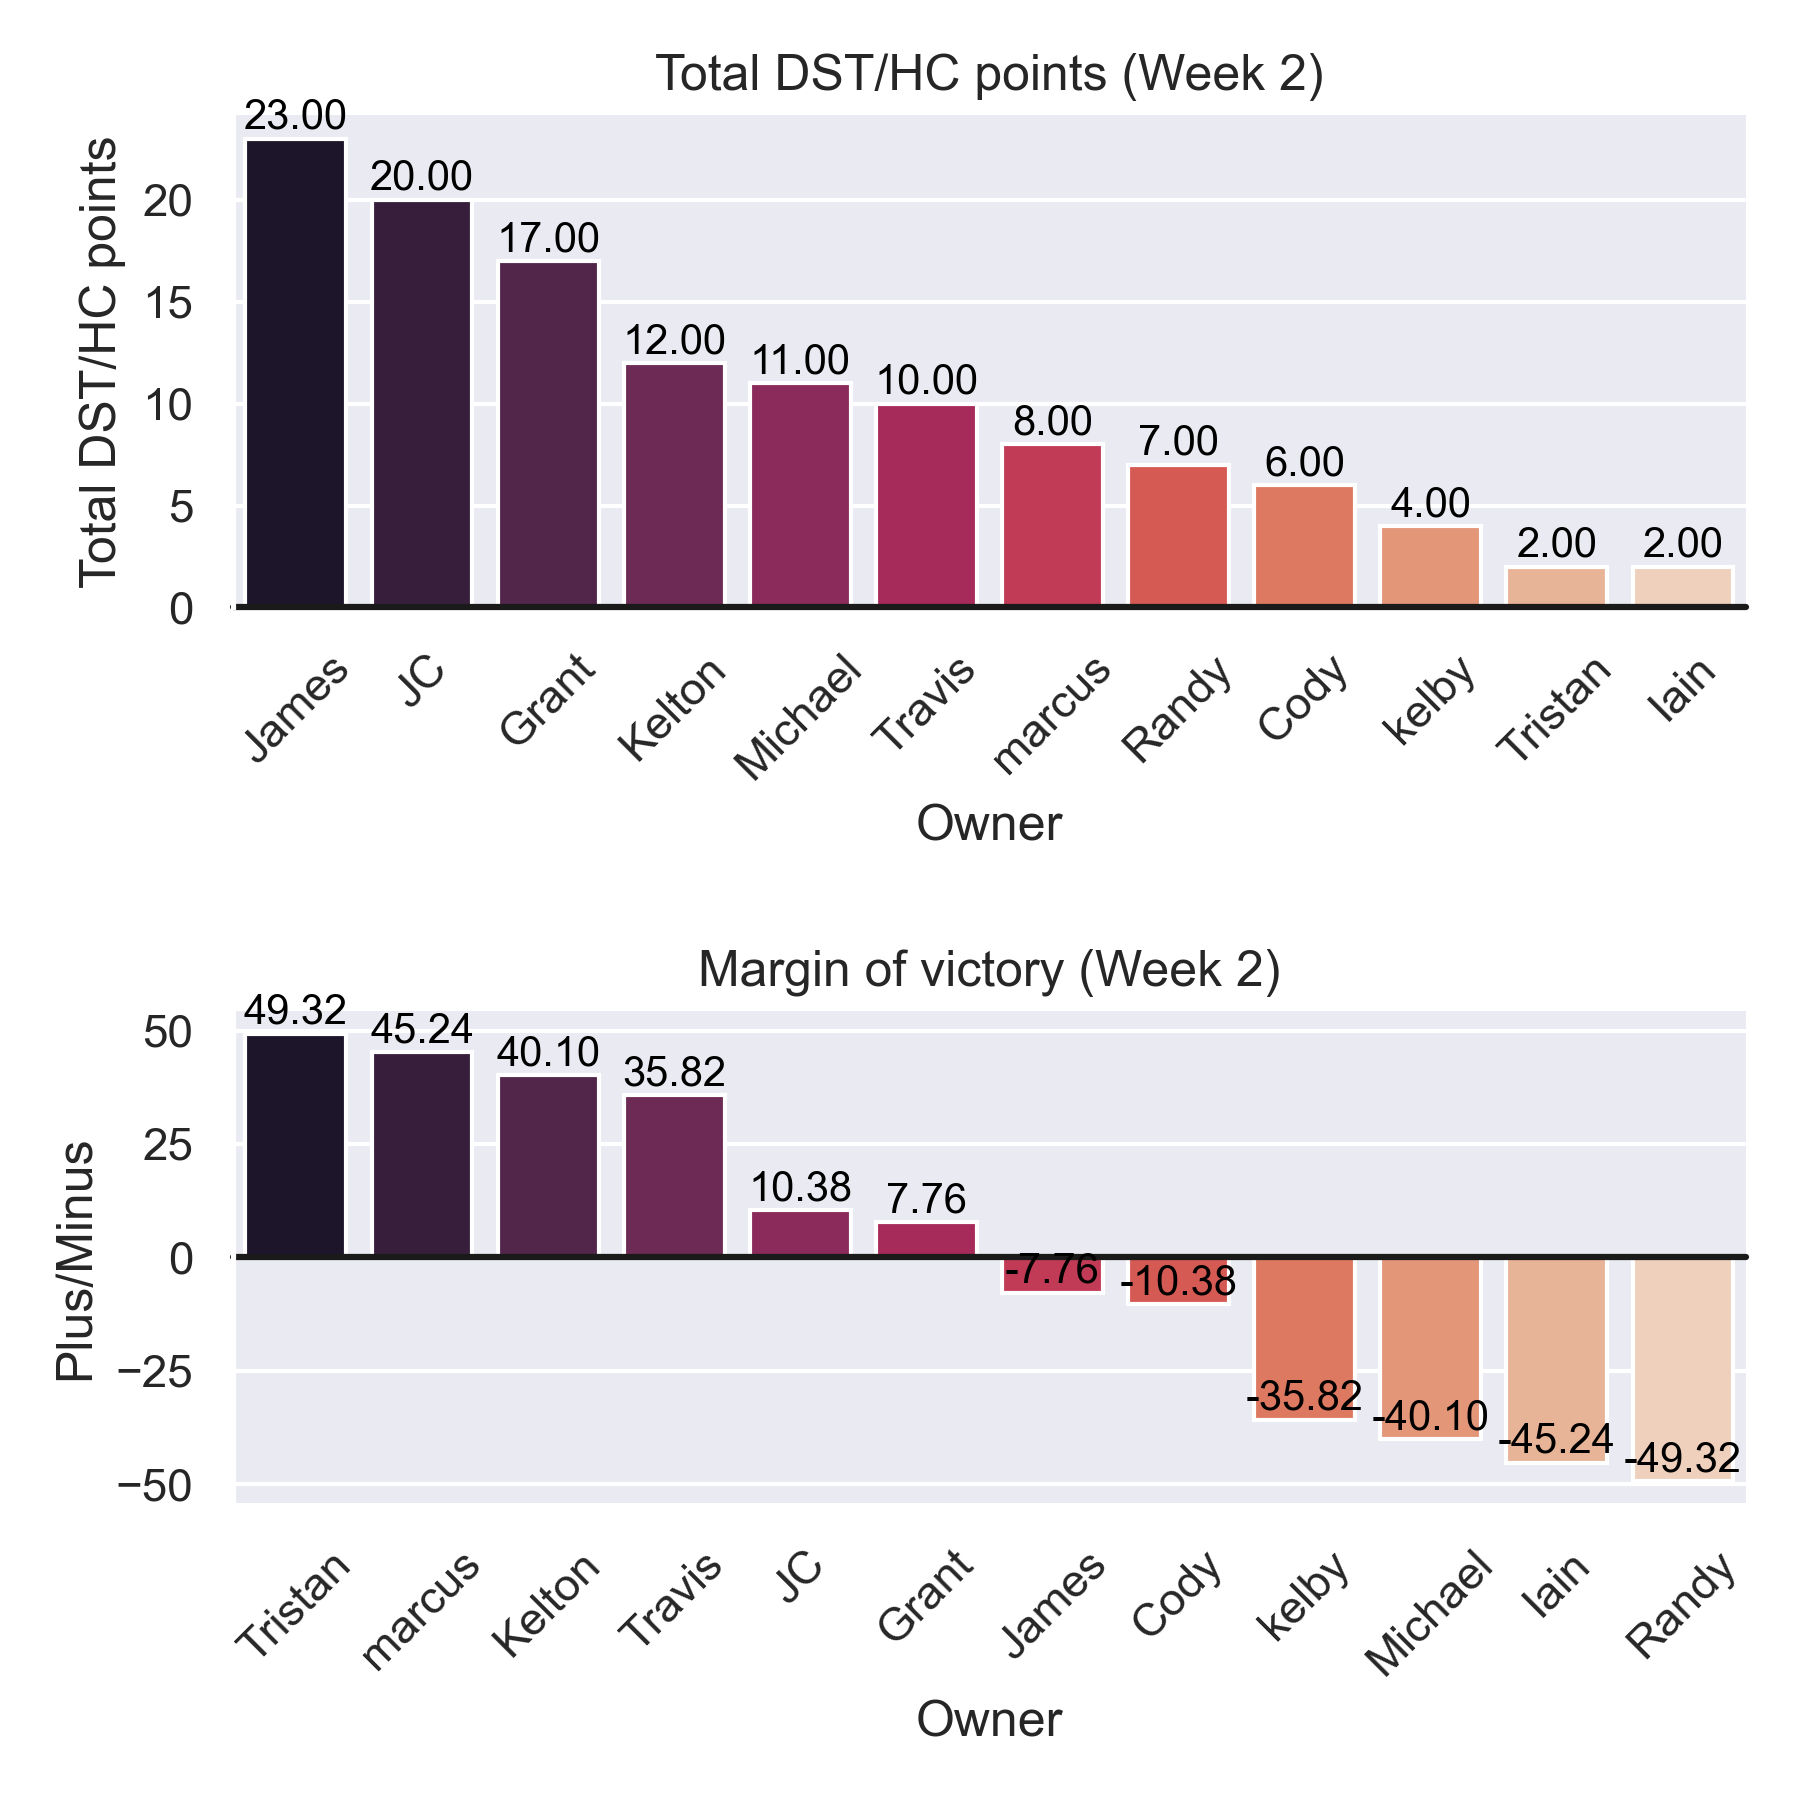 Total DST/HC points (Week 2)
Total DST/HC points
20
15
10
5
0
23.00
20.00
17.00
12.00
11.00
10.00
8.00
7.00
6.00
4.00
2.00
2.00
James
JC
Grant
Kelton
Michael
Travis
marcus
Randy
Cody
kelby
Tristan
Iain
Owner
Margin of victory (Week 2)
Plus/Minus
50
25
0
−25
−50
49.32
45.24
40.10
35.82
10.38
7.76
-7.76
-10.38
-35.82
-40.10
-45.24
-49.32
Tristan
marcus
Kelton
Travis
JC
Grant
James
Cody
kelby
Michael
Iain
Randy
Owner